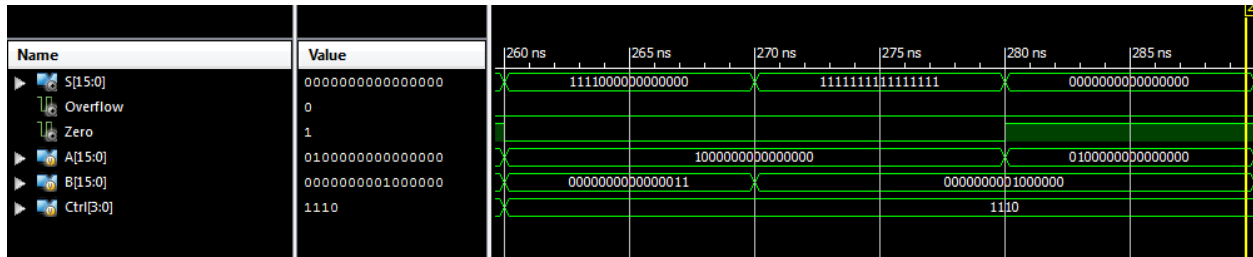 Name Value 260 ns 265 ns 270 ns 275 ns 280 ns 285 ns
S[15:0] 0000000000000000 1111000000000000 1111111111111111 0000000000000000
Overflow 0
Zero 1
A[15:0] 0100000000000000 1000000000000000 0100000000000000
B[15:0] 0000000001000000 0000000000000011 0000000001000000
Ctrl[3:0] 1110 1110